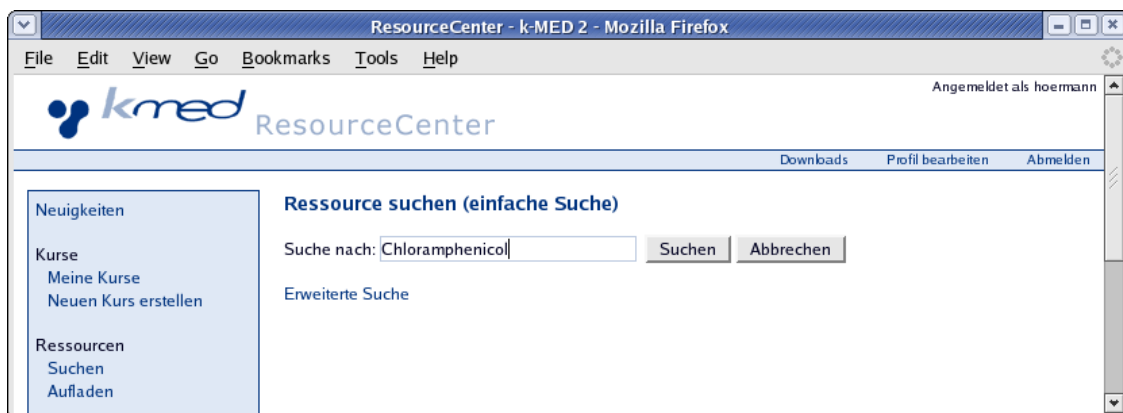 ResourceCenter - k-MED 2 - Mozilla Firefox
File Edit View Go Bookmarks Tools Help
Angemeldet als hoermann
kmed ResourceCenter
Downloads Profil bearbeiten Abmelden
Neuigkeiten
Kurse
Meine Kurse
Neuen Kurs erstellen
Ressourcen
Suchen
Aufladen
Ressource suchen (einfache Suche)
Suche nach: Chloramphenicol Suchen Abbrechen
Erweiterte Suche